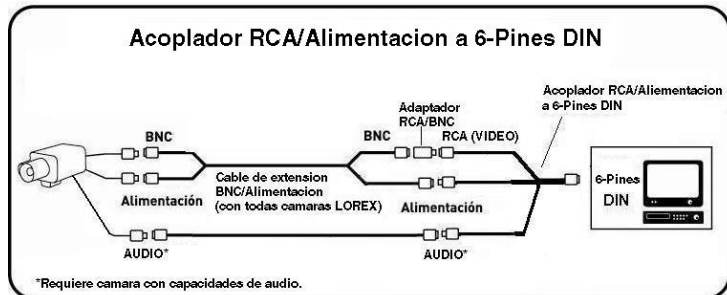 Acoplador RCA/Alimentacion a 6-Pines DIN
Acoplador RCA/Aliementacion
a 6-Pines DIN
Adaptador
RCA/BNC
BNC
BNC
RCA (VIDEO)
Cable de extension
BNC/Alimentacion
(con todas camaras LOREX)
Alimentación
Alimentación
6-Pines
DIN
AUDIO*
AUDIO*
*Requiere camara con capacidades de audio.